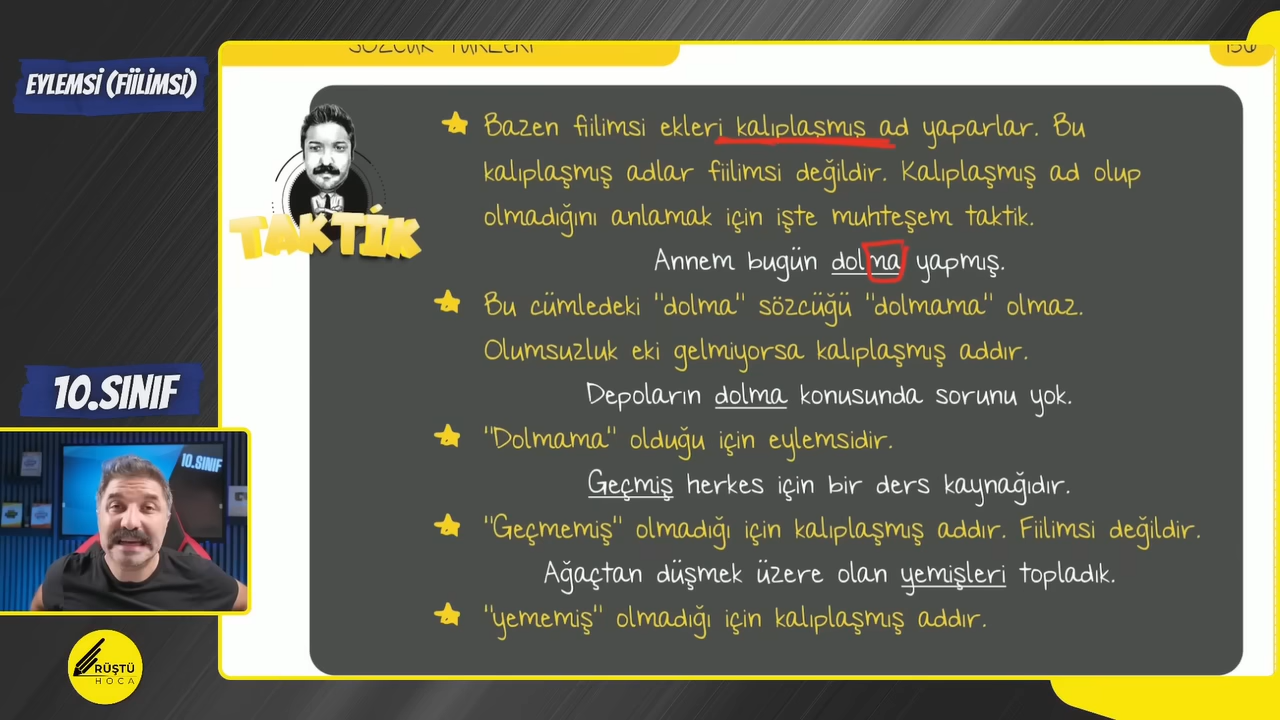 SÖZCÜK TÜRLERİ
EYLEMSİ (FİİLİMSİ)
Bazen fiilimsi ekleri kalıplaşmış ad yaparlar. Bu
kalıplaşmış adlar fiilimsi değildir. Kalıplaşmış ad olup
olmadığını anlamak için işte muhteşem taktik.
TAKTİK
Annem bugün dolma yapmış.
Bu cümledeki "dolma" sözcüğü "dolmama" olmaz.
Olumsuzluk eki gelmiyorsa kalıplaşmış addır.
Depoların dolma konusunda sorunu yok.
"Dolmama" olduğu için eylemsidir.
Geçmiş herkes için bir ders kaynağıdır.
"Geçmemiş" olmadığı için kalıplaşmış addır. Fiilimsi değildir.
Ağaçtan düşmek üzere olan yemişleri topladık.
"yememiş" olmadığı için kalıplaşmış addır.
10.SINIF
10.SINIF
RÜŞTÜ
HOCA